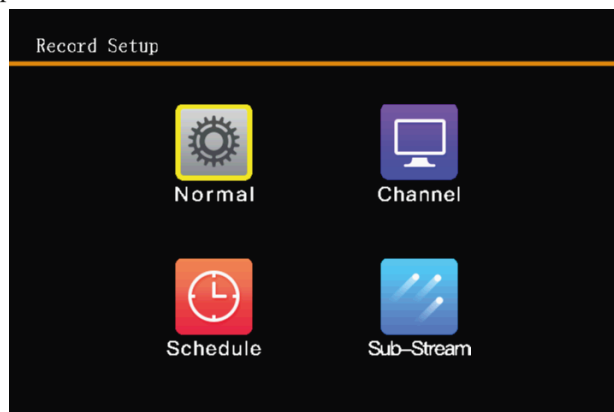 Record Setup
Normal
Channel
Schedule
Sub-Stream